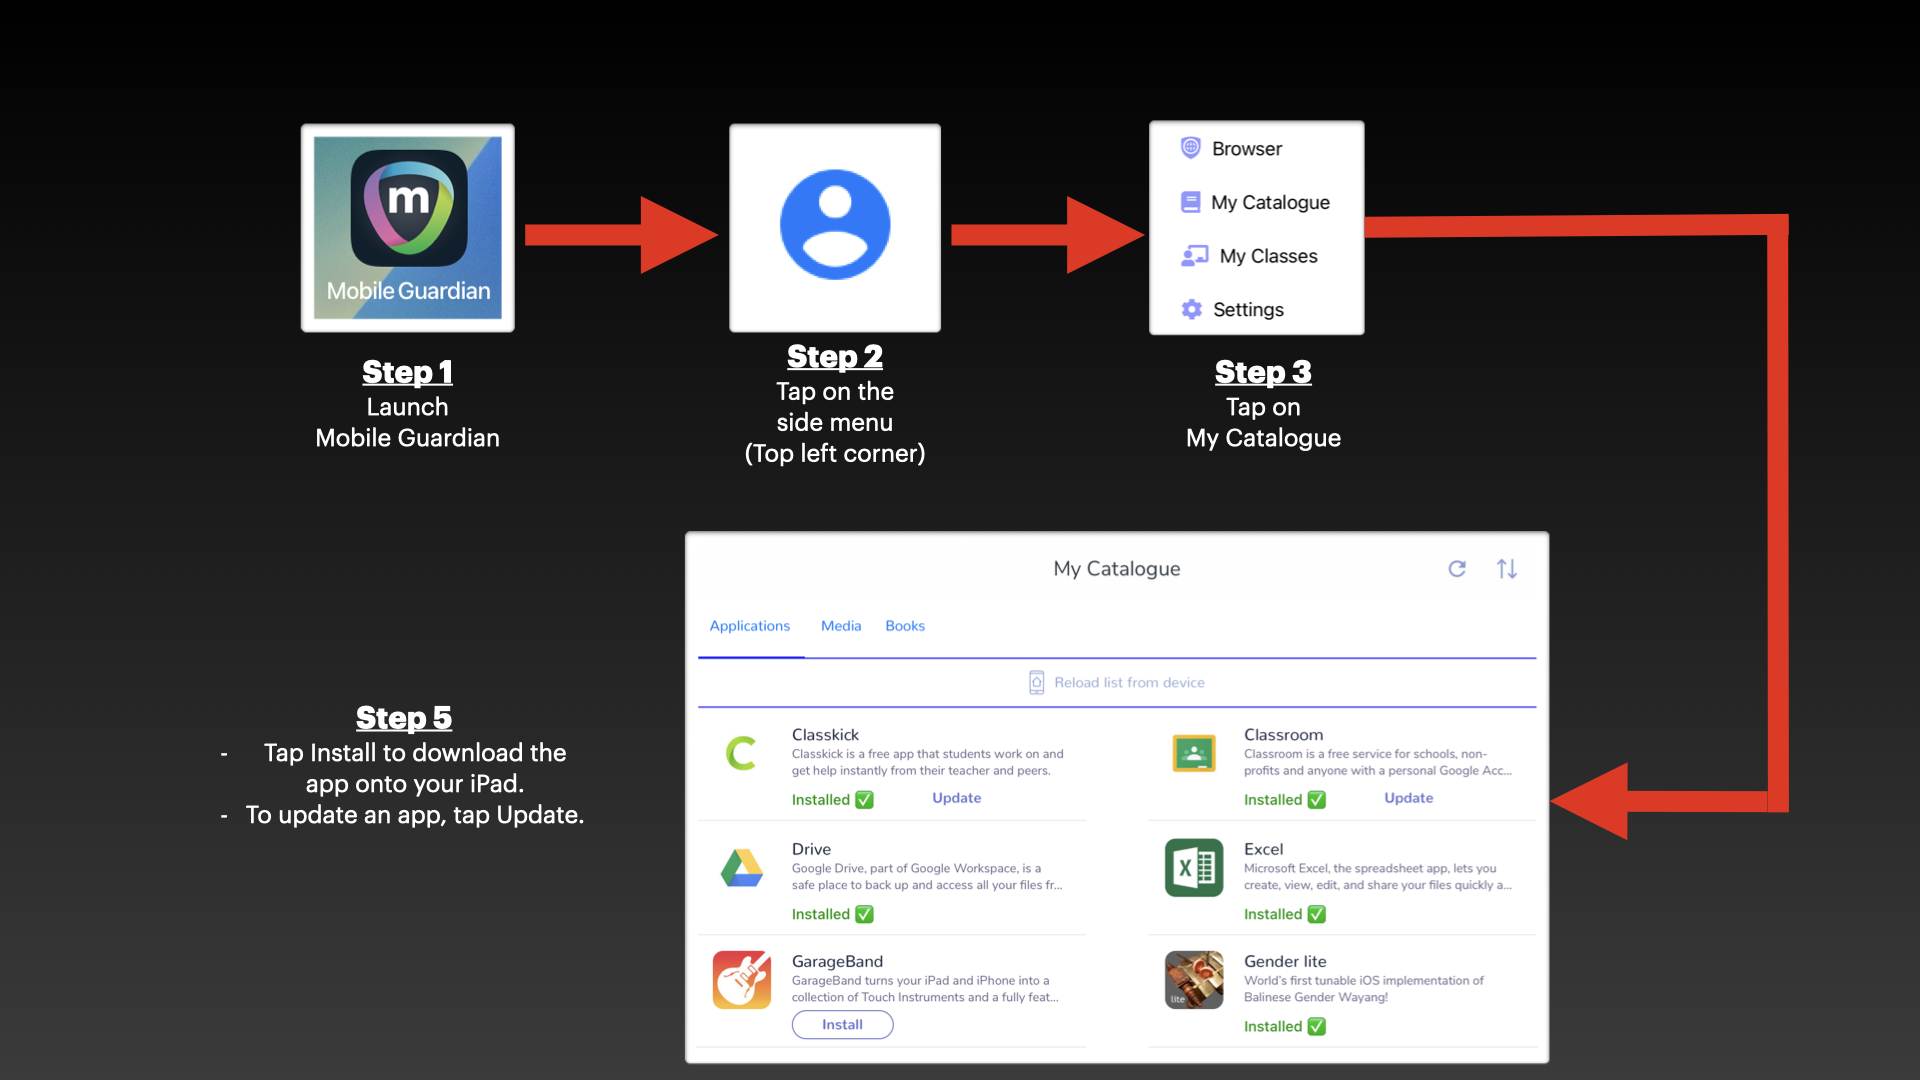 m
Mobile Guardian
Step 1
Launch
Mobile Guardian
Step 2
Tap on the
side menu
(Top left corner)
Browser
My Catalogue
My Classes
Settings
Step 3
Tap on
My Catalogue
Step 5
- Tap Install to download the
app onto your iPad.
- To update an app, tap Update.
My Catalogue
Applications Media Books
Reload list from device
Classkick
Classkick is a free app that students work on and
get help instantly from their teacher and peers.
Installed ✅ Update
Classroom
Classroom is a free service for schools, non-
profits and anyone with a personal Google Acc...
Installed ✅ Update
Drive
Google Drive, part of Google Workspace, is a
safe place to back up and access all your files fr...
Installed ✅
X
Excel
Microsoft Excel, the spreadsheet app, lets you
create, view, edit, and share your files quickly a...
Installed ✅
GarageBand
GarageBand turns your iPad and iPhone into a
collection of Touch Instruments and a fully feat...
Install
lite
Gender lite
World's first tunable iOS implementation of
Balinese Gender Wayang!
Installed ✅